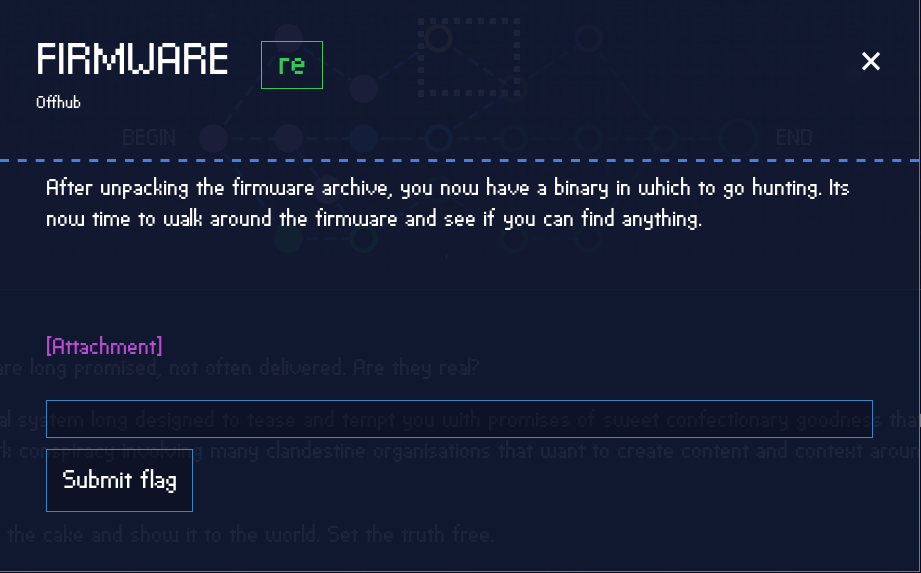 FIRMWARE
re
Offhub
BEGIN
END
After unpacking the firmware archive, you now have a binary in which to go hunting. Its
now time to walk around the firmware and see if you can find anything.
[Attachment]
are long promised, not often delivered. Are they real?
al system long designed to tease and tempt you with promises of sweet confectionary goodness that
k conspiracy involving many clandestine organisations that want to create content and context aroun
Submit flag
the cake and show it to the world. Set the truth free.